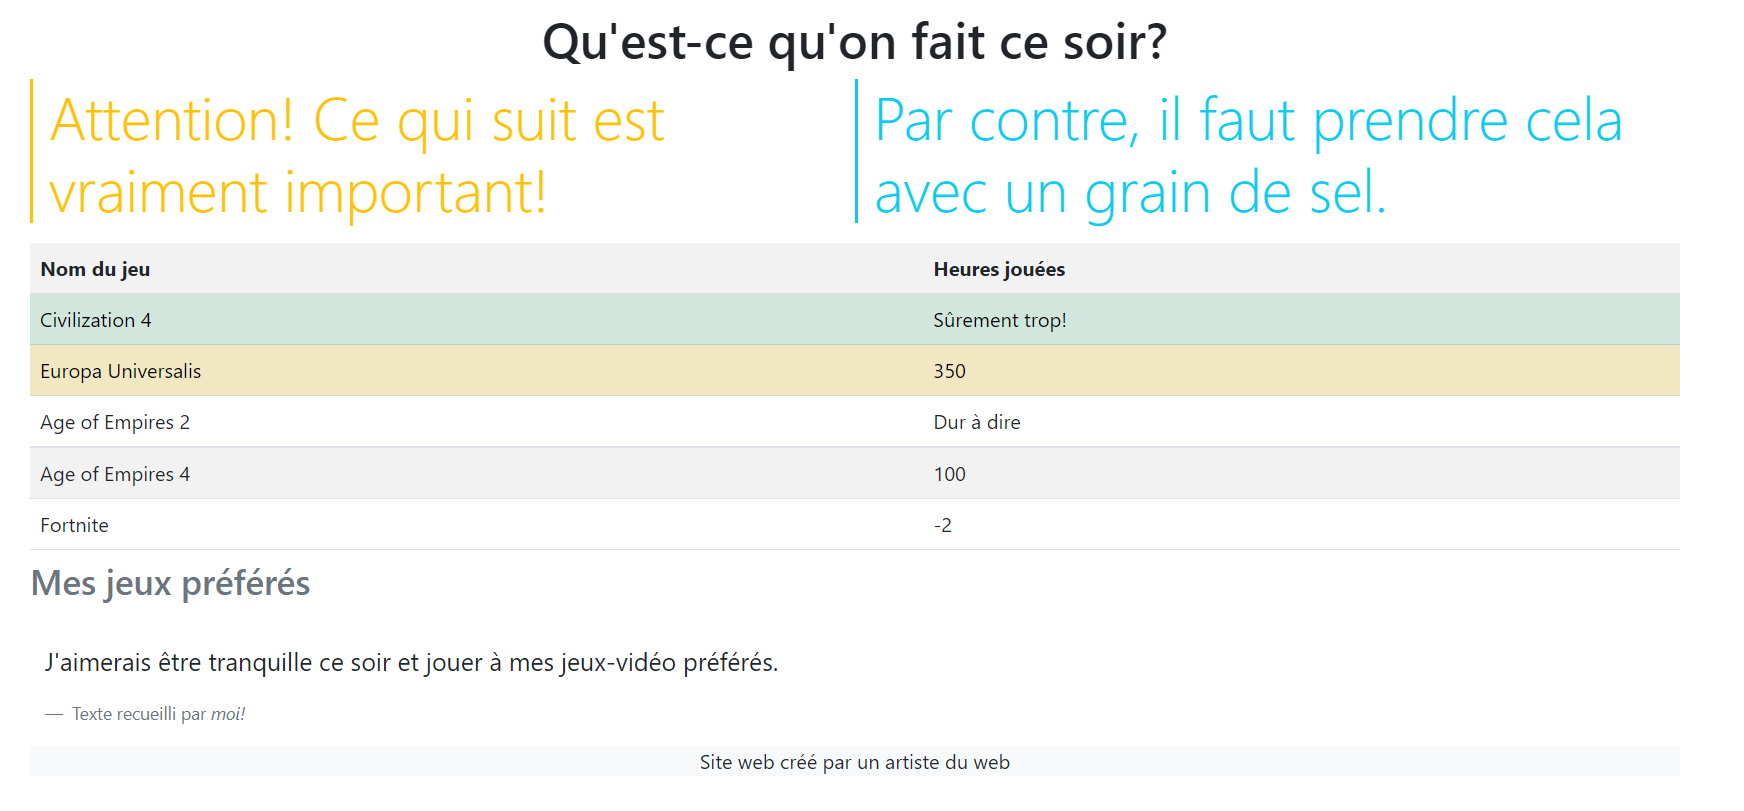 Qu'est-ce qu'on fait ce soir?
Attention! Ce qui suit est
vraiment important!
Par contre, il faut prendre cela
avec un grain de sel.
Nom du jeu Heures jouées
Civilization 4 Sûrement trop!
Europa Universalis 350
Age of Empires 2 Dur à dire
Age of Empires 4 100
Fortnite -2
Mes jeux préférés
J'aimerais être tranquille ce soir et jouer à mes jeux-vidéo préférés.
— Texte recueilli par moi!
Site web créé par un artiste du web